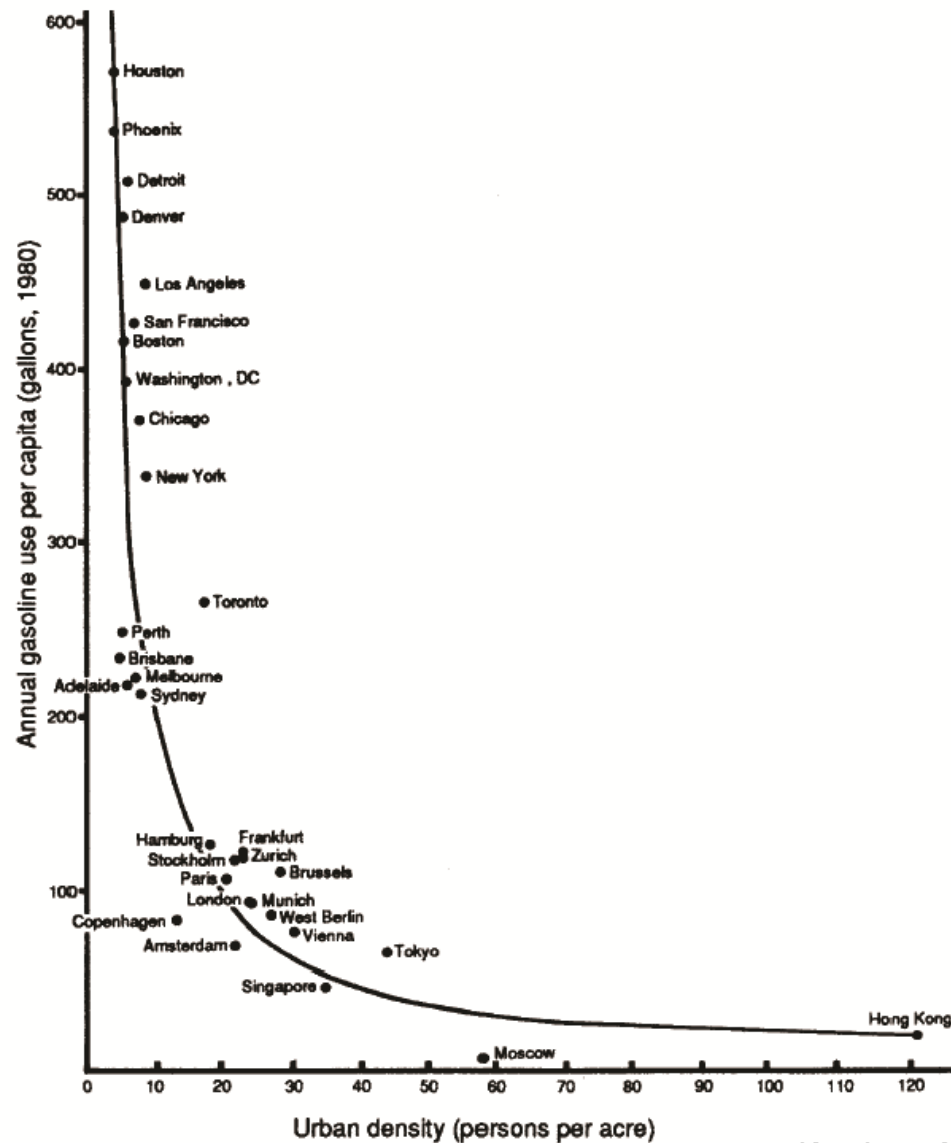 600
Houston
Phoenix
Detroit
500
Denver
Los Angeles
San Francisco
Boston
400
Washington , DC
Chicago
New York
300
Toronto
Perth
Brisbane
Melbourne
Adelaide
Sydney
200
Hamburg
Frankfurt
Stockholm
Zurich
Paris
Brussels
100
London
Munich
West Berlin
Copenhagen
Vienna
Amsterdam
Tokyo
Singapore
Hong Kong
Moscow
Annual gasoline use per capita (gallons, 1980)
0 10 20 30 40 50 60 70 80 90 100 110 120
Urban density (persons per acre)